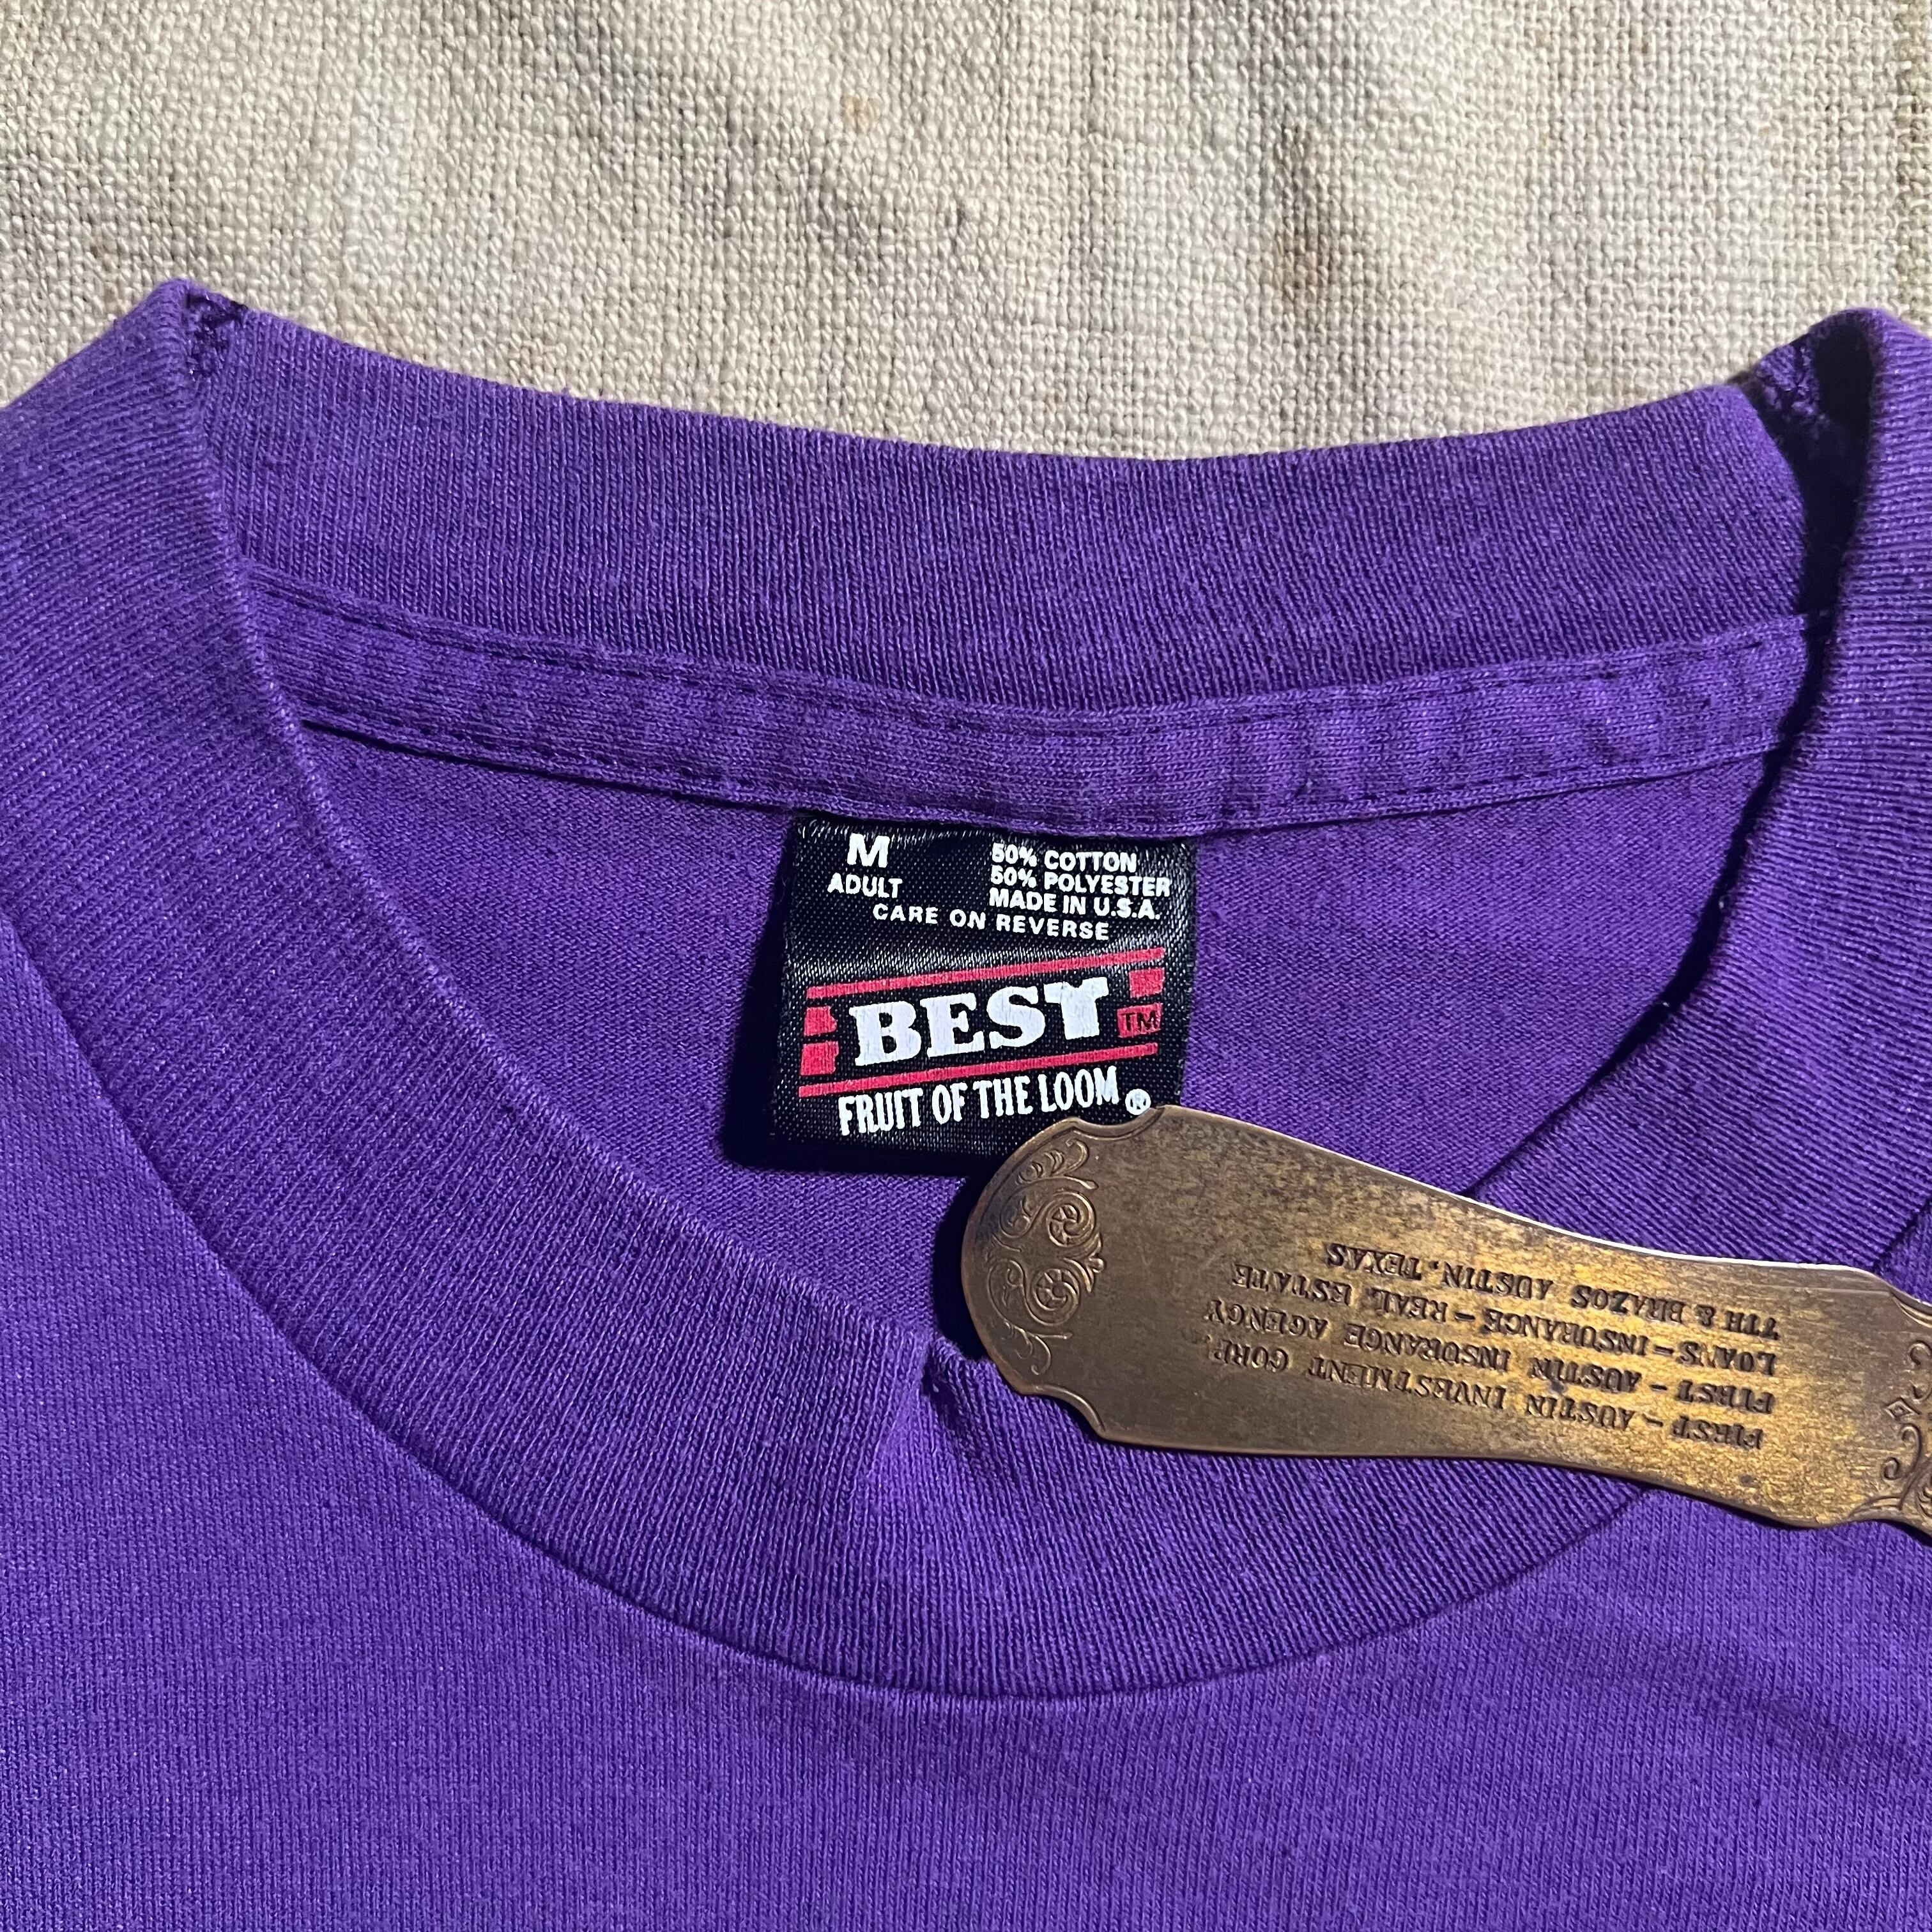 M
ADULT
50% COTTON
50% POLYESTER
MADE IN U.S.A.
CARE ON REVERSE
BEST TM
FRUIT OF THE LOOM ®
FIRST - AUSTIN INVESTMENT CORP.
FIRST - AUSTIN INSURANCE AGENCY
LOANS - INSURANCE - REAL ESTATE
7TH & BRAZOS AUSTIN, TEXAS